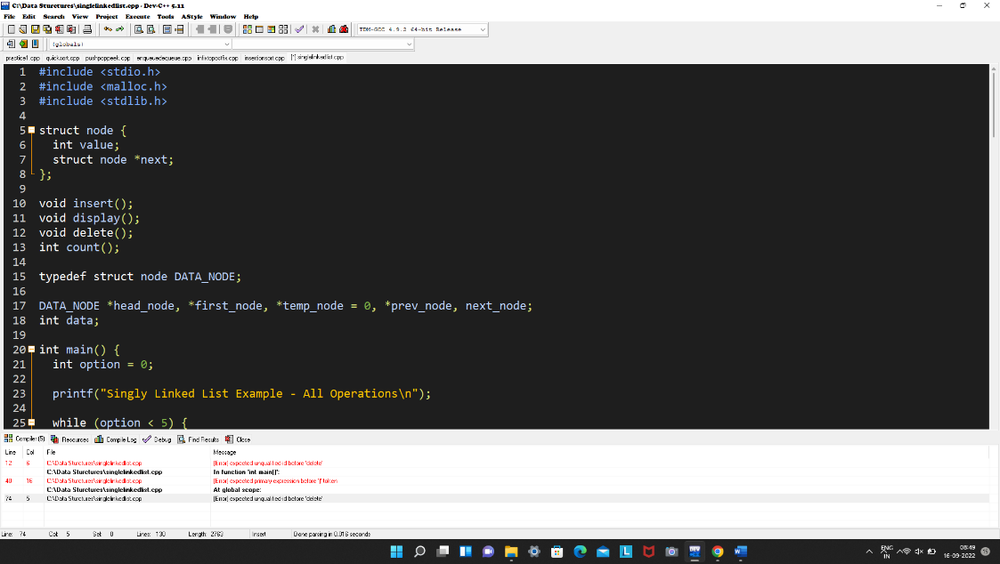 C:\Data Sturctures\singlelinkedlist.cpp - Dev-C++ 5.11
File Edit Search View Project Execute Tools AStyle Window Help
TDM-GCC 4.9.2 64-bit Release
(globals)
practice1.cpp quicksort.cpp pushpoppeek.cpp enqueuedequeue.cpp infixtopostfix.cpp insertionsort.cpp [*] singlelinkedlist.cpp
1 #include <stdio.h>
2 #include <malloc.h>
3 #include <stdlib.h>
4
5 struct node {
6 int value;
7 struct node *next;
8 };
9
10 void insert();
11 void display();
12 void delete();
13 int count();
14
15 typedef struct node DATA_NODE;
16
17 DATA_NODE *head_node, *first_node, *temp_node = 0, *prev_node, next_node;
18 int data;
19
20 int main() {
21 int option = 0;
22
23 printf("Singly Linked List Example - All Operations\n");
24
25 while (option < 5) {
Compiler (5) Resources Compile Log Debug Find Results Close
Line Col File Message
12 6 C:\Data Sturctures\singlelinkedlist.cpp [Error] expected unqualified-id before 'delete'
C:\Data Sturctures\singlelinkedlist.cpp In function 'int main()':
40 16 C:\Data Sturctures\singlelinkedlist.cpp [Error] expected primary-expression before ')' token
C:\Data Sturctures\singlelinkedlist.cpp At global scope:
74 5 C:\Data Sturctures\singlelinkedlist.cpp [Error] expected unqualified-id before 'delete'
Line: 74 Col: 5 Sel: 0 Lines: 130 Length: 2763 Insert Done parsing in 0.016 seconds
ENG 08:49
IN 16-09-2022